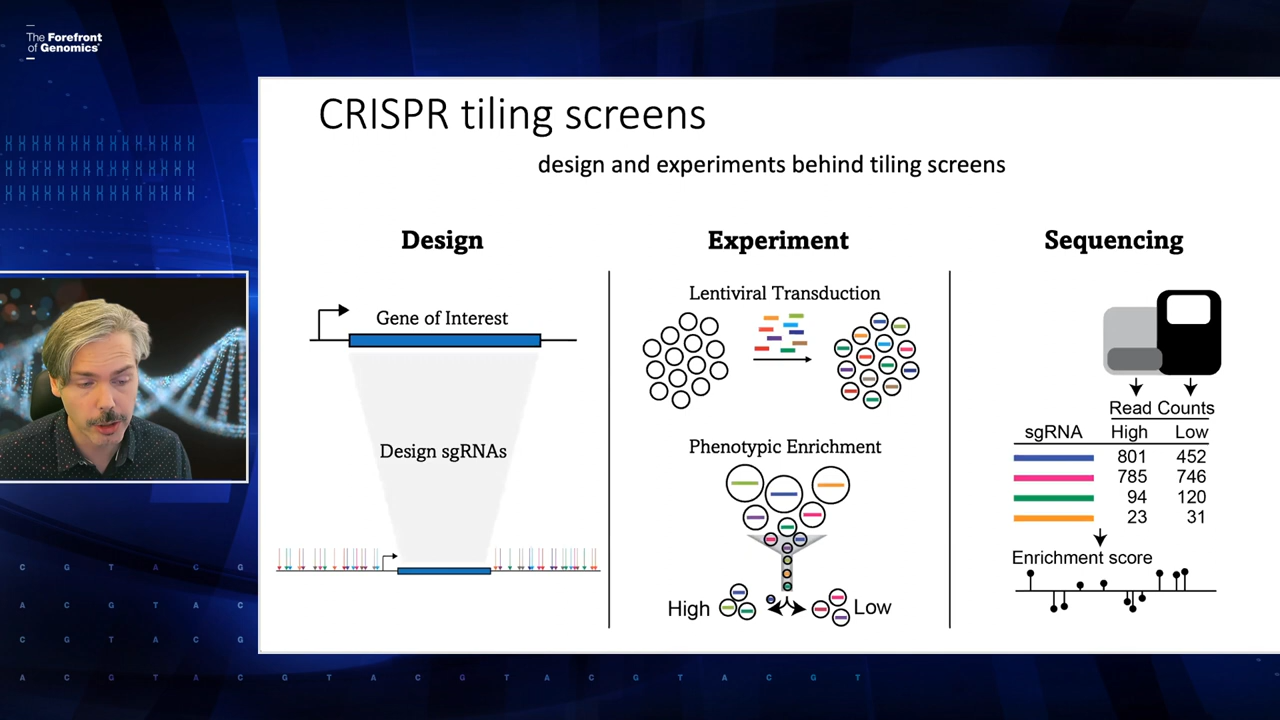 The Forefront
of Genomics
CRISPR tiling screens
design and experiments behind tiling screens
Design
Gene of Interest
Design sgRNAs
Experiment
Lentiviral Transduction
Phenotypic Enrichment
High
Low
Sequencing
Read Counts
sgRNA High Low
801 452
785 746
94 120
23 31
Enrichment score
C G T A C G
A C G T A C
C G T A C G
A C G T A C G T A C G T A C G T A C G T